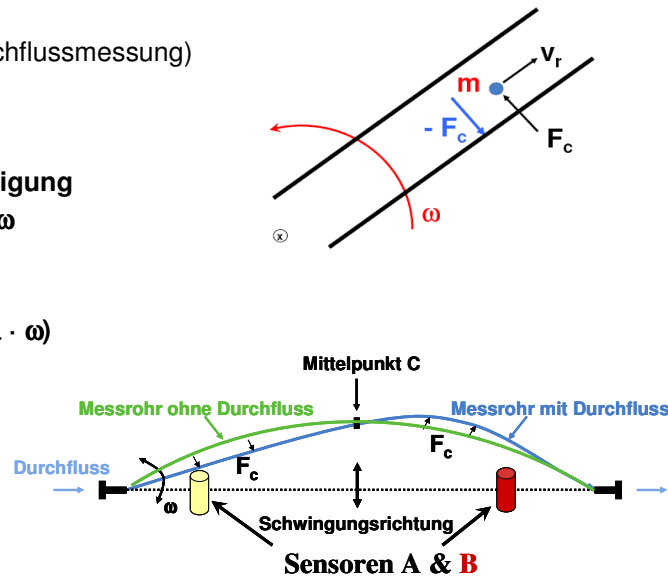 chflussmessung)
v_r
m
- F_c
F_c
igung
ω
ω
x
· ω)
Mittelpunkt C
Messrohr ohne Durchfluss
Messrohr mit Durchfluss
F_c
F_c
Durchfluss
ω
Schwingungsrichtung
Sensoren A & B